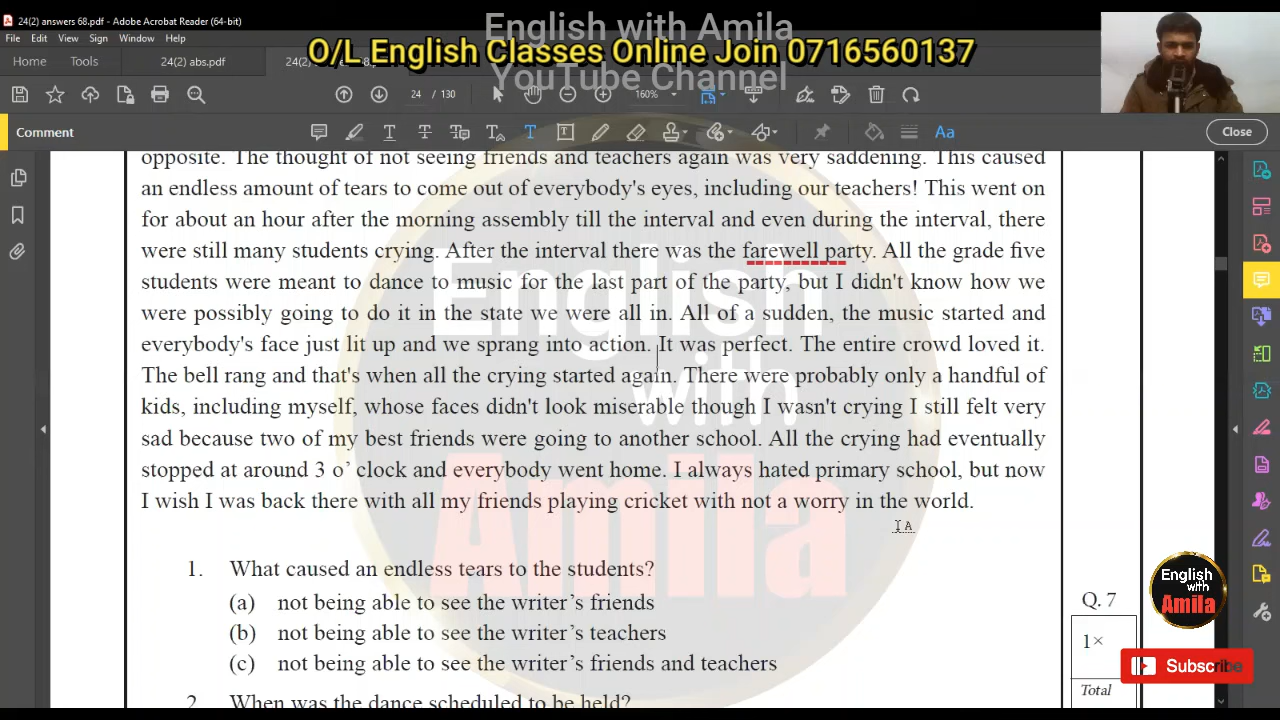 24(2) answers 68.pdf - Adobe Acrobat Reader (64-bit)
English with Amila
File Edit View Sign Window Help
O/L English Classes Online Join 0716560137
Home Tools 24(2) abs.pdf
YouTube Channel
24 / 130 160%
Comment
Aa
Close
opposite. The thought of not seeing friends and teachers again was very saddening. This caused
an endless amount of tears to come out of everybody's eyes, including our teachers! This went on
for about an hour after the morning assembly till the interval and even during the interval, there
were still many students crying. After the interval there was the farewell party. All the grade five
students were meant to dance to music for the last part of the party, but I didn't know how we
were possibly going to do it in the state we were all in. All of a sudden, the music started and
everybody's face just lit up and we sprang into action. It was perfect. The entire crowd loved it.
The bell rang and that's when all the crying started again. There were probably only a handful of
kids, including myself, whose faces didn't look miserable though I wasn't crying I still felt very
sad because two of my best friends were going to another school. All the crying had eventually
stopped at around 3 o’ clock and everybody went home. I always hated primary school, but now
I wish I was back there with all my friends playing cricket with not a worry in the world.
English
with
Amila
1. What caused an endless tears to the students?
(a) not being able to see the writer’s friends
(b) not being able to see the writer’s teachers
(c) not being able to see the writer’s friends and teachers
2. When was the dance scheduled to be held?
Q. 7
1×
Total
English
with
Amila
Subscribe